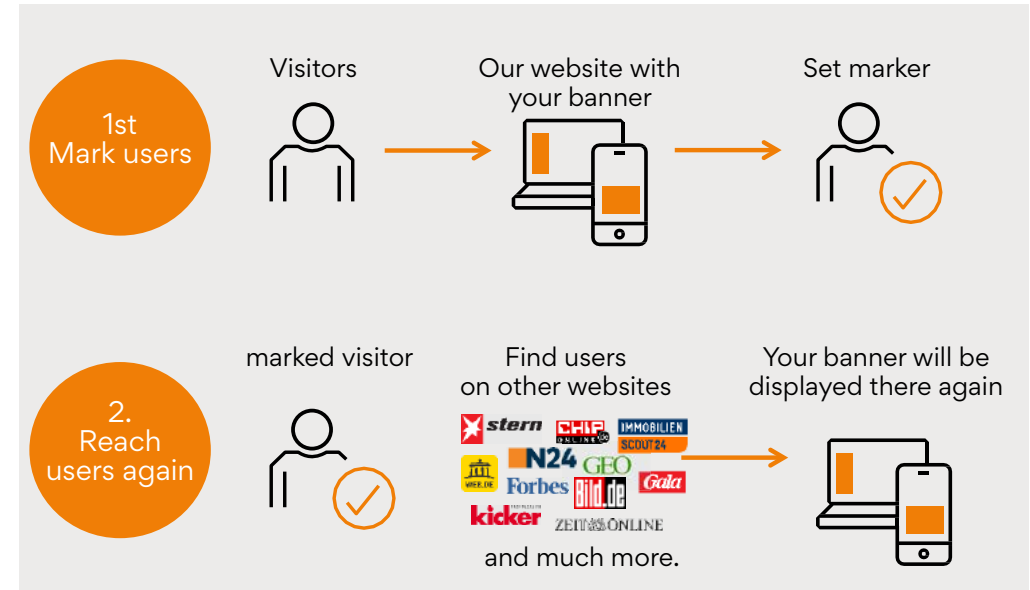 1st
Mark users
Visitors
Our website with
your banner
Set marker
2.
Reach
users again
marked visitor
Find users
on other websites
stern
CHIP
ONLINE
IMMOBILIEN
SCOUT24
WEB.DE
N24
GEO
Forbes
Bild.de
Gala
kicker
ZEIT ONLINE
and much more.
Your banner will be
displayed there again